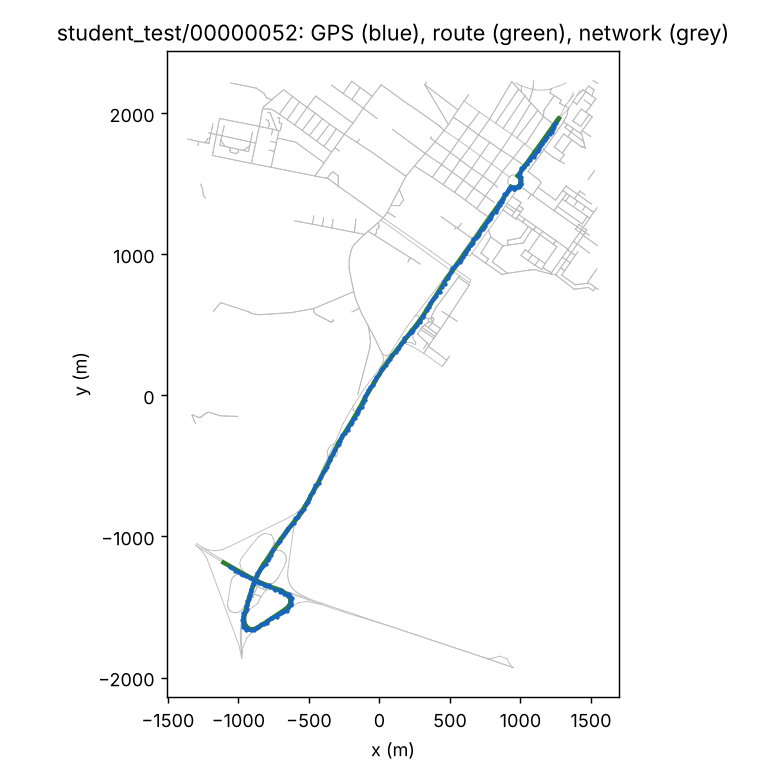 student_test/00000052: GPS (blue), route (green), network (grey)
2000
1000
0
−1000
−2000
y (m)
−1500 −1000 −500 0 500 1000 1500
x (m)